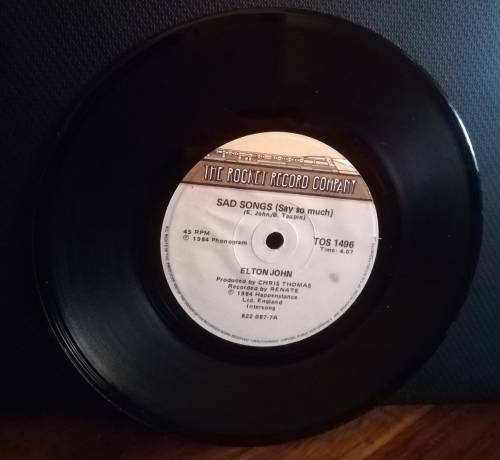 THE ROCKET RECORD COMPANY
SAD SONGS (Say so much)
(E. John/B. Taupin)
45 RPM
℗ 1984 Phonogram
TOS 1496
Time: 4.07
ELTON JOHN
Produced by CHRIS THOMAS
Recorded by RENATE
© 1984 Happenstance
Ltd. England
Intersong
822 087-7A